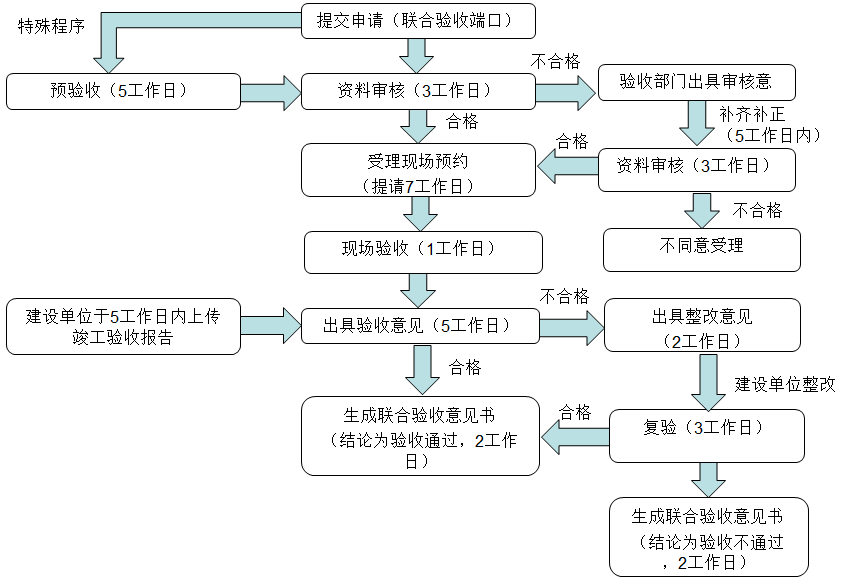 特殊程序
提交申请（联合验收端口）
预验收（5工作日）
资料审核（3工作日）
不合格
验收部门出具审核意
合格
补齐补正
（5工作日内）
受理现场预约
（提请7工作日）
合格
资料审核（3工作日）
不合格
不同意受理
现场验收（1工作日）
建设单位于5工作日内上传
竣工验收报告
出具验收意见（5工作日）
不合格
出具整改意见
（2工作日）
合格
建设单位整改
生成联合验收意见书
（结论为验收通过，2工作
日）
合格
复验（3工作日）
生成联合验收意见书
（结论为验收不通过
，2工作日）